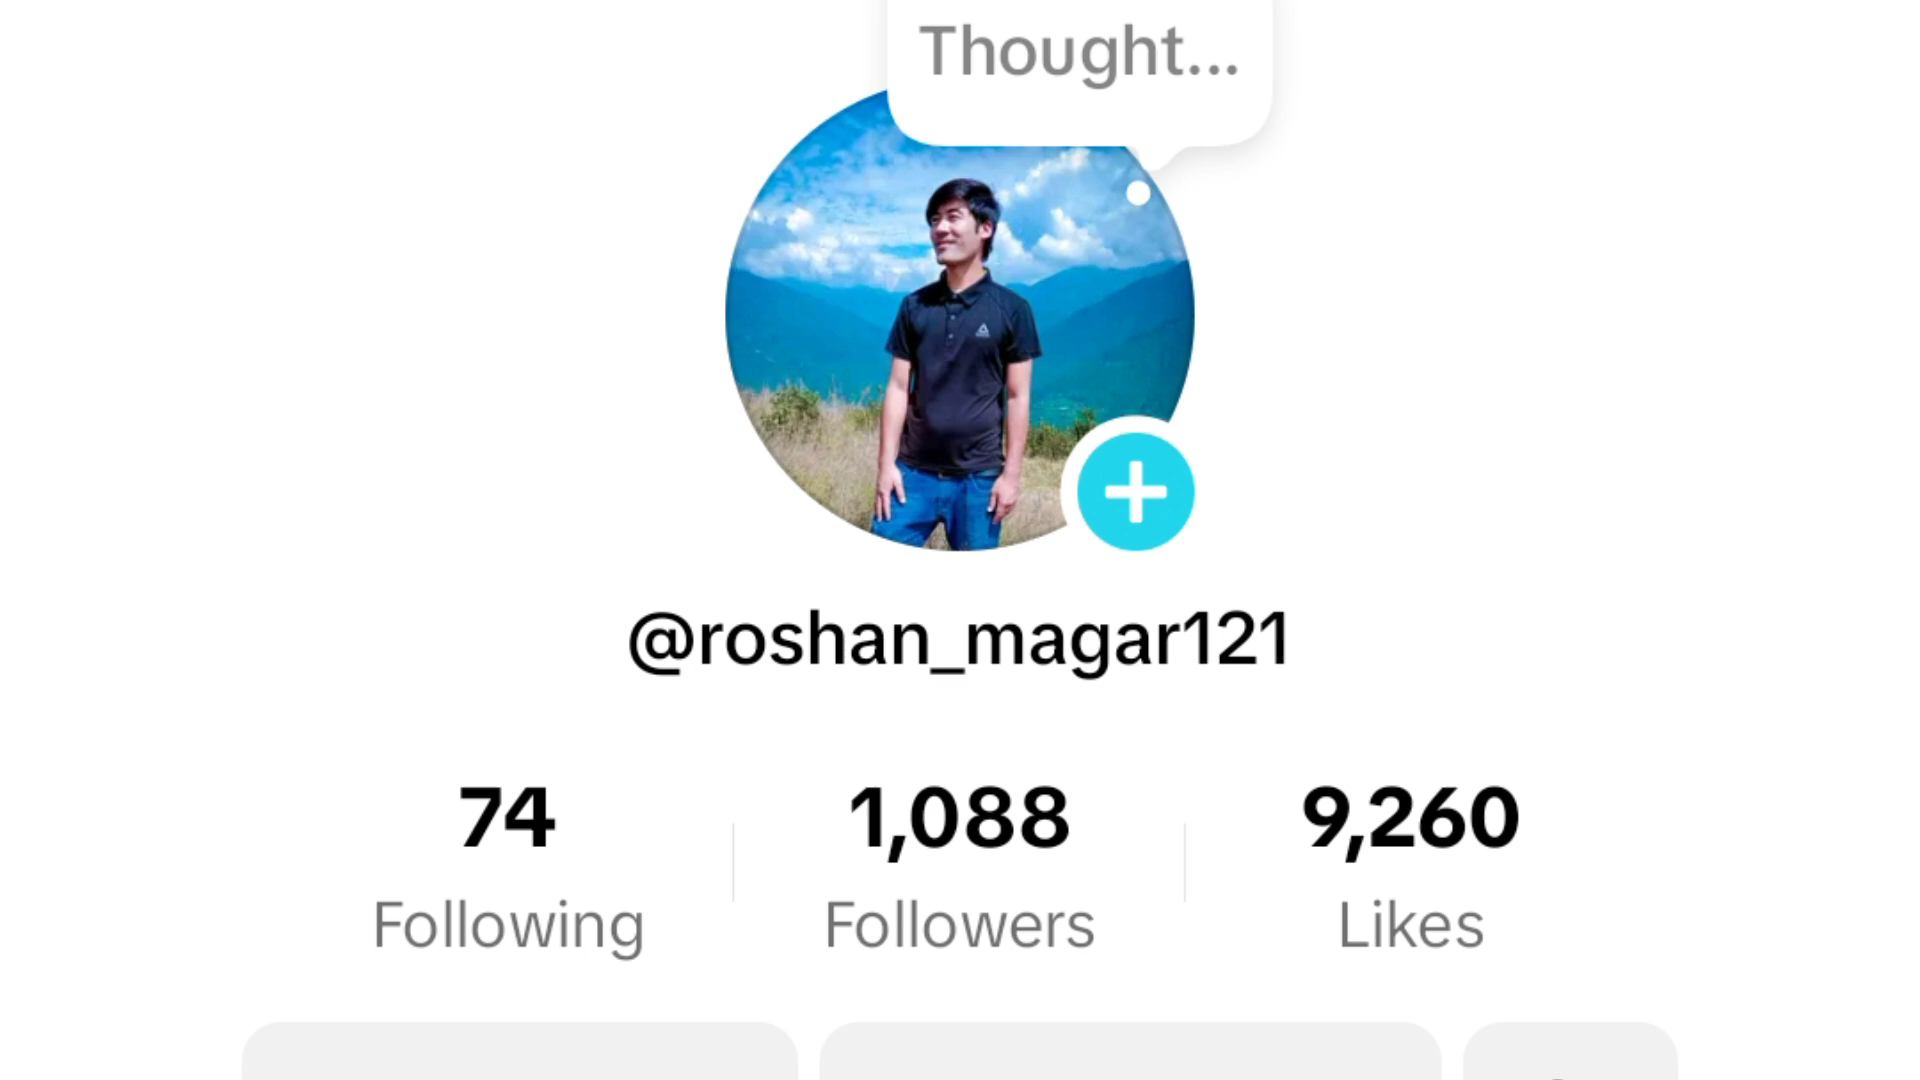 Thought...
@roshan_magar121
74
1,088
9,260
Following
Followers
Likes